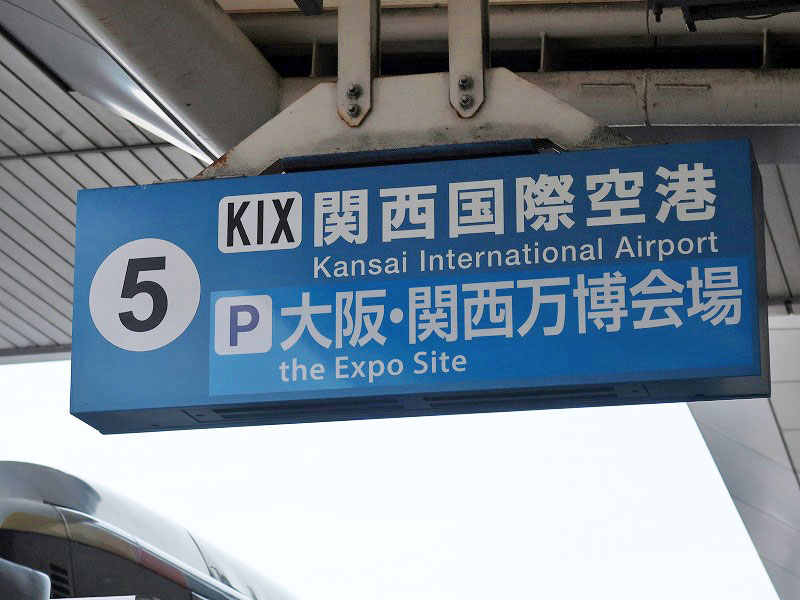 5
KIX 関西国際空港
Kansai International Airport
P 大阪・関西万博会場
the Expo Site